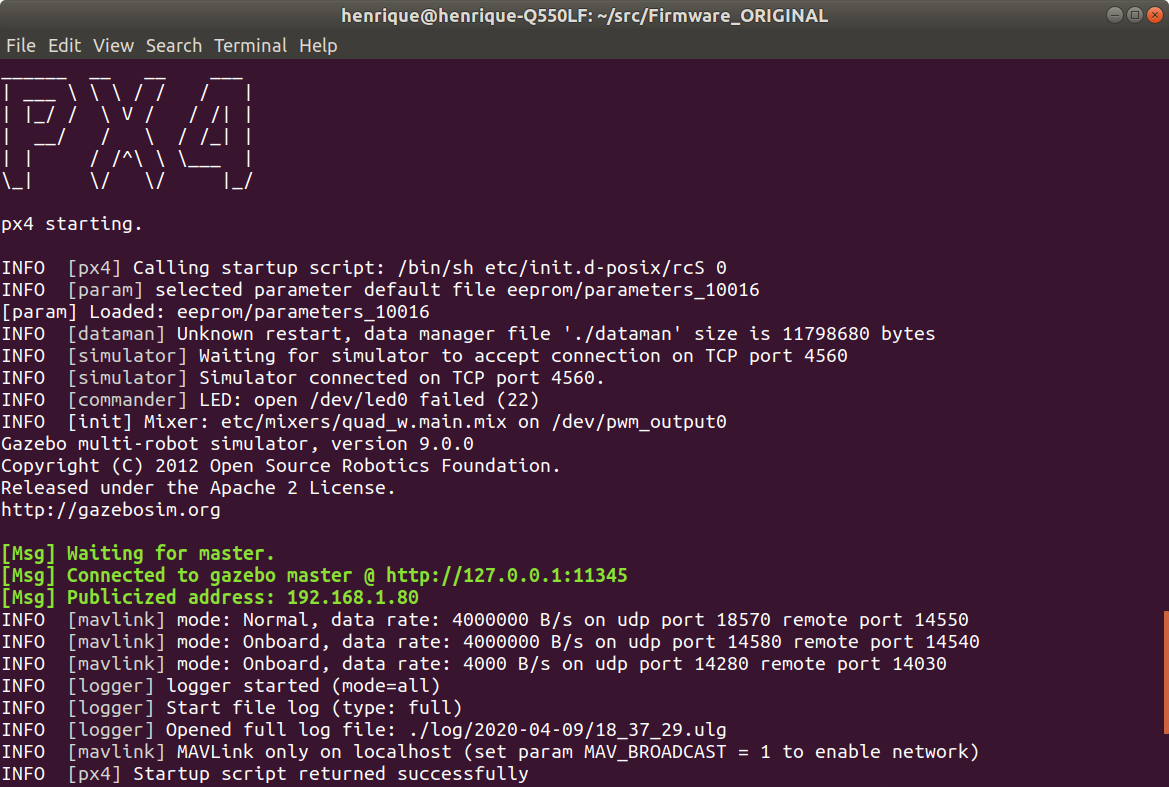 henrique@henrique-Q550LF: ~/src/Firmware_ORIGINAL
File Edit View Search Terminal Help
______  __   __    ___
| ___ \ \ \ / /   /   |
| |_/ /  \ V /   / /| |
|  __/   /   \  / /_| |
| |     / /^\ \ \___  |
\_|     \/   \/     |_/
px4 starting.
INFO  [px4] Calling startup script: /bin/sh etc/init.d-posix/rcS 0
INFO  [param] selected parameter default file eeprom/parameters_10016
[param] Loaded: eeprom/parameters_10016
INFO  [dataman] Unknown restart, data manager file './dataman' size is 11798680 bytes
INFO  [simulator] Waiting for simulator to accept connection on TCP port 4560
INFO  [simulator] Simulator connected on TCP port 4560.
INFO  [commander] LED: open /dev/led0 failed (22)
INFO  [init] Mixer: etc/mixers/quad_w.main.mix on /dev/pwm_output0
Gazebo multi-robot simulator, version 9.0.0
Copyright (C) 2012 Open Source Robotics Foundation.
Released under the Apache 2 License.
http://gazebosim.org
[Msg] Waiting for master.
[Msg] Connected to gazebo master @ http://127.0.0.1:11345
[Msg] Publicized address: 192.168.1.80
INFO  [mavlink] mode: Normal, data rate: 4000000 B/s on udp port 18570 remote port 14550
INFO  [mavlink] mode: Onboard, data rate: 4000000 B/s on udp port 14580 remote port 14540
INFO  [mavlink] mode: Onboard, data rate: 4000 B/s on udp port 14280 remote port 14030
INFO  [logger] logger started (mode=all)
INFO  [logger] Start file log (type: full)
INFO  [logger] Opened full log file: ./log/2020-04-09/18_37_29.ulg
INFO  [mavlink] MAVLink only on localhost (set param MAV_BROADCAST = 1 to enable network)
INFO  [px4] Startup script returned successfully